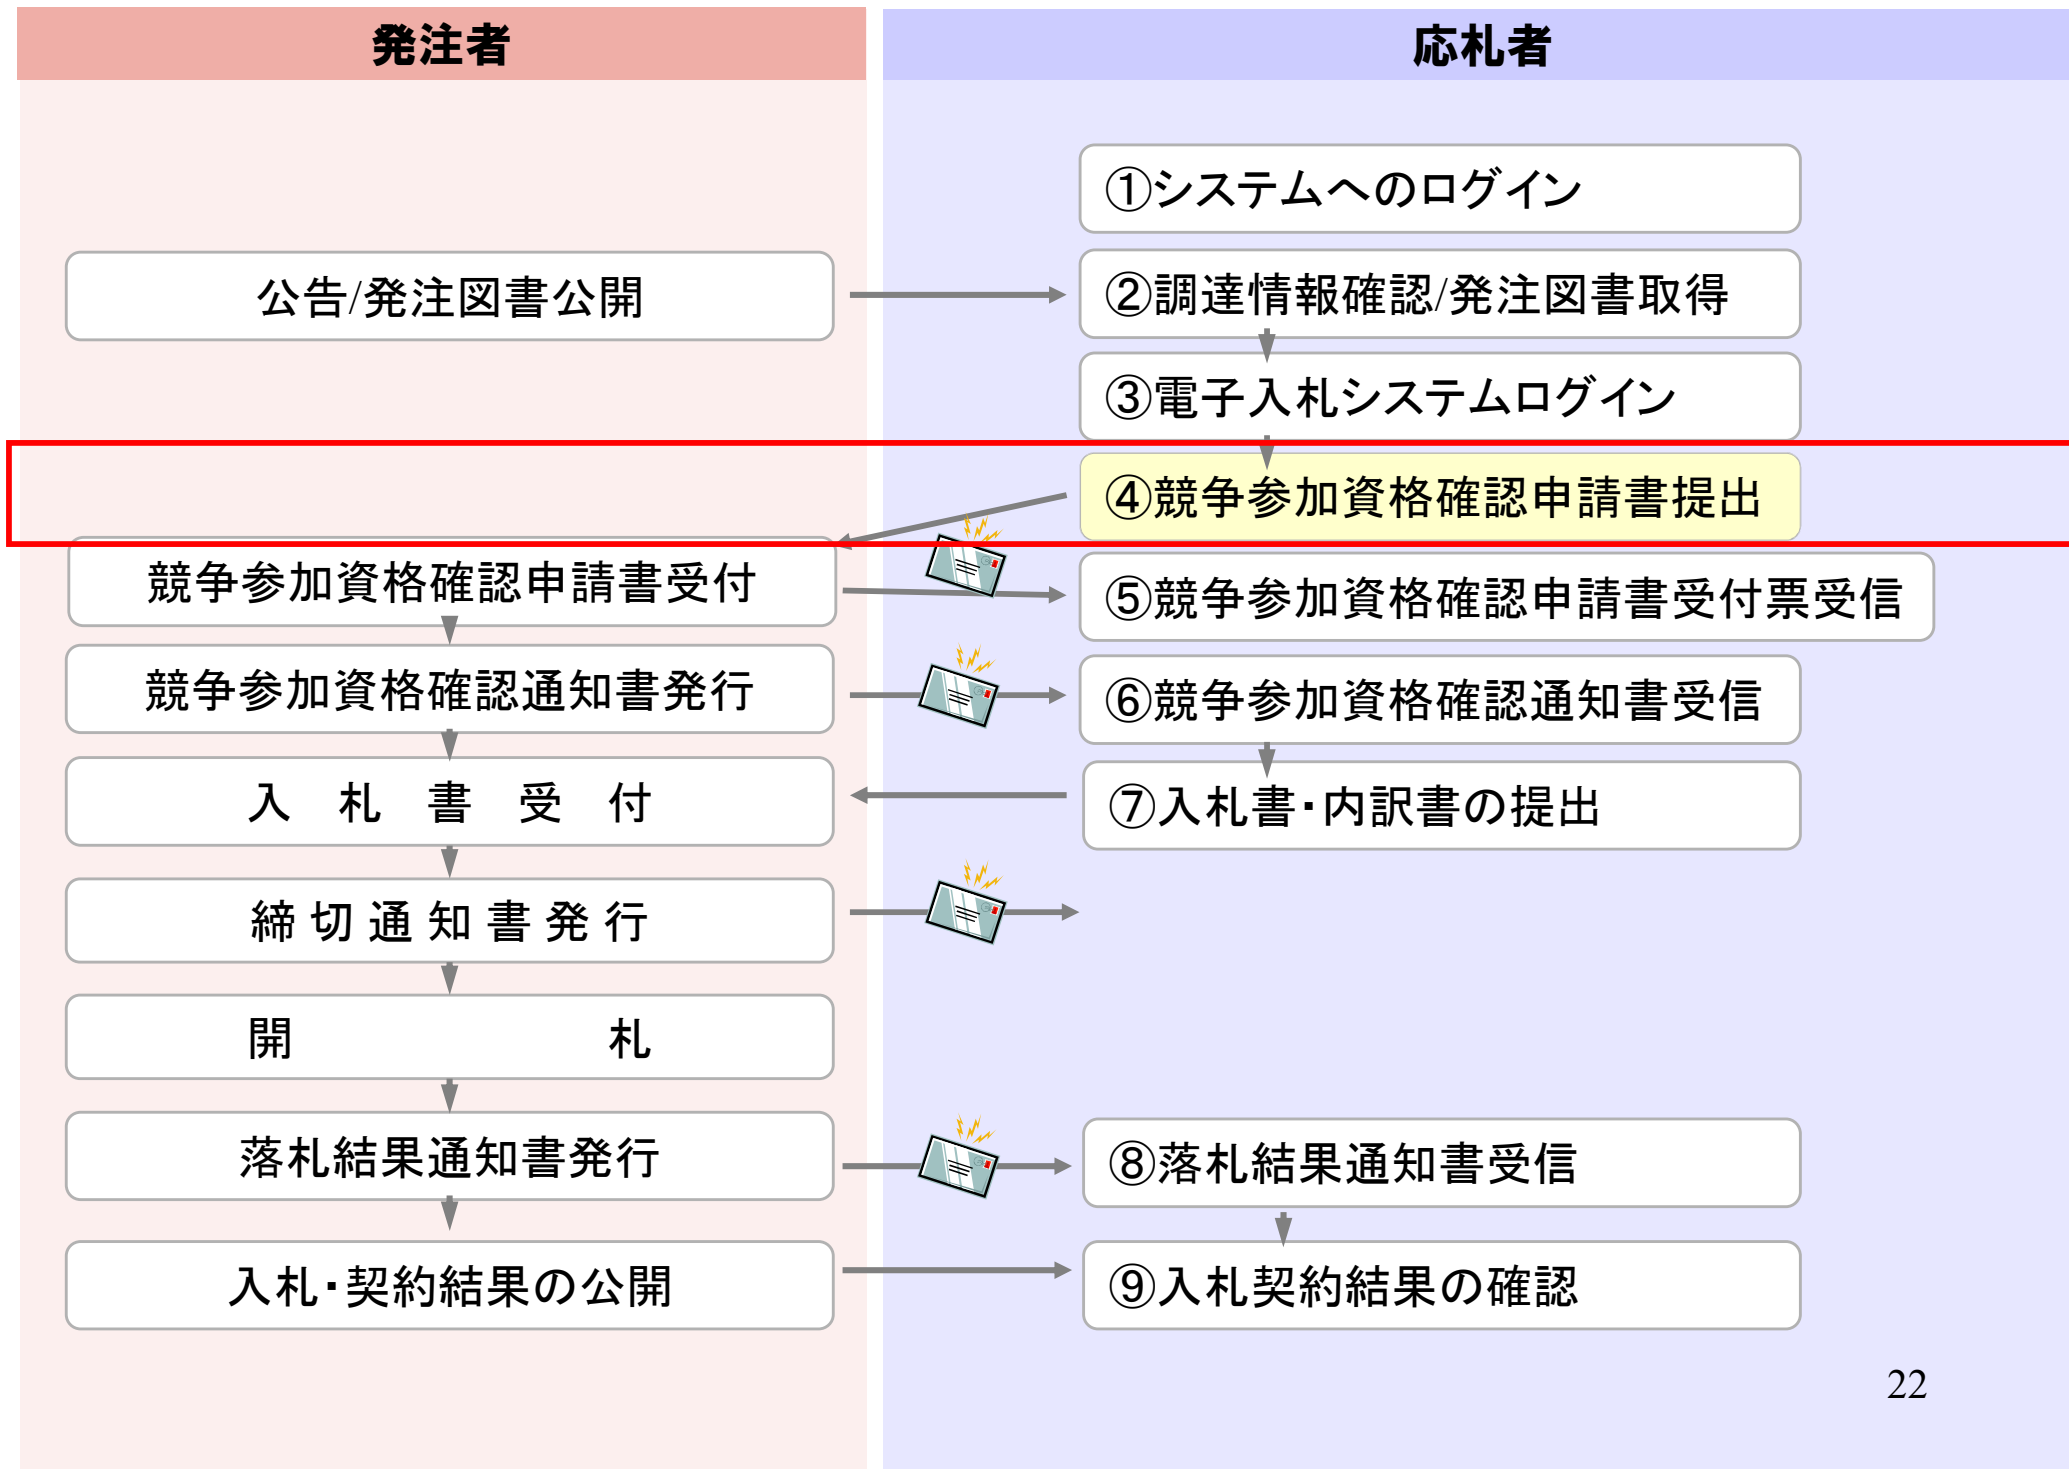 発注者
応札者
①システムへのログイン
公告/発注図書公開
②調達情報確認/発注図書取得
③電子入札システムログイン
④競争参加資格確認申請書提出
競争参加資格確認申請書受付
⑤競争参加資格確認申請書受付票受信
競争参加資格確認通知書発行
⑥競争参加資格確認通知書受信
入　札　書　受　付
⑦入札書・内訳書の提出
締 切 通 知 書 発 行
開　　　　　　　札
落札結果通知書発行
⑧落札結果通知書受信
入札・契約結果の公開
⑨入札契約結果の確認
22